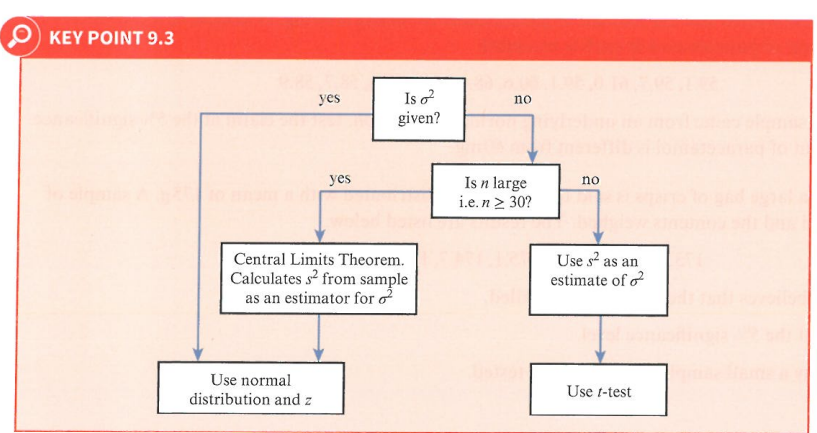 KEY POINT 9.3
Is σ²
given?
yes
no
Is n large
i.e. n ≥ 30?
yes
no
Central Limits Theorem.
Calculates s² from sample
as an estimator for σ²
Use s² as an
estimate of σ²
Use normal
distribution and z
Use t-test